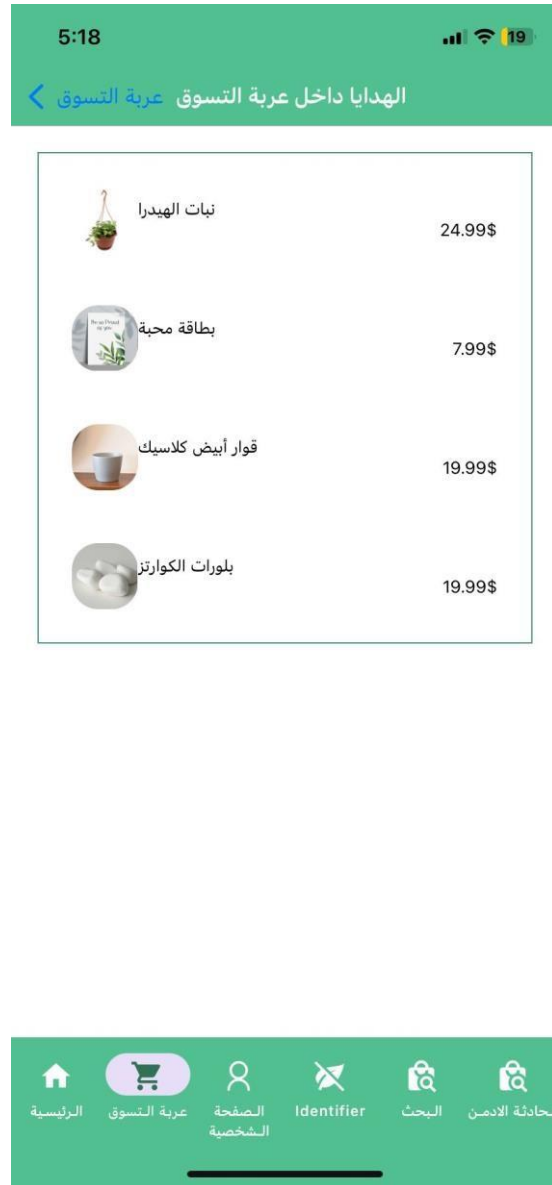 5:18
19
الهدايا داخل عربة التسوق
عربة التسوق
نبات الهيدرا
24.99$
بطاقة محبة
7.99$
قوار أبيض كلاسيك
19.99$
بلورات الكوارتز
19.99$
الرئيسية
عربة التسوق
الصفحة
الشخصية
Identifier
البحث
حادثة الادمن